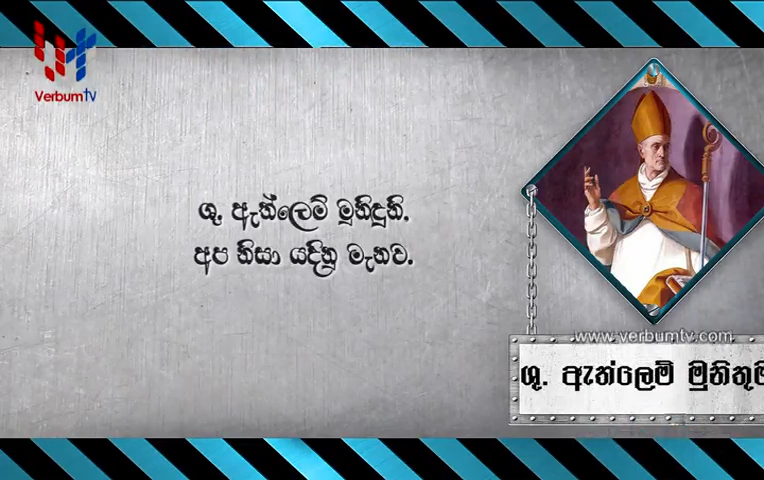 VerbumTV
ශු. ඇන්ලෙම් මුනිඳුනි.
අප නිසා යදිනු මැනව.
www.verbumtv.com
ශු. ඇන්ලෙම් මුනිතුමි